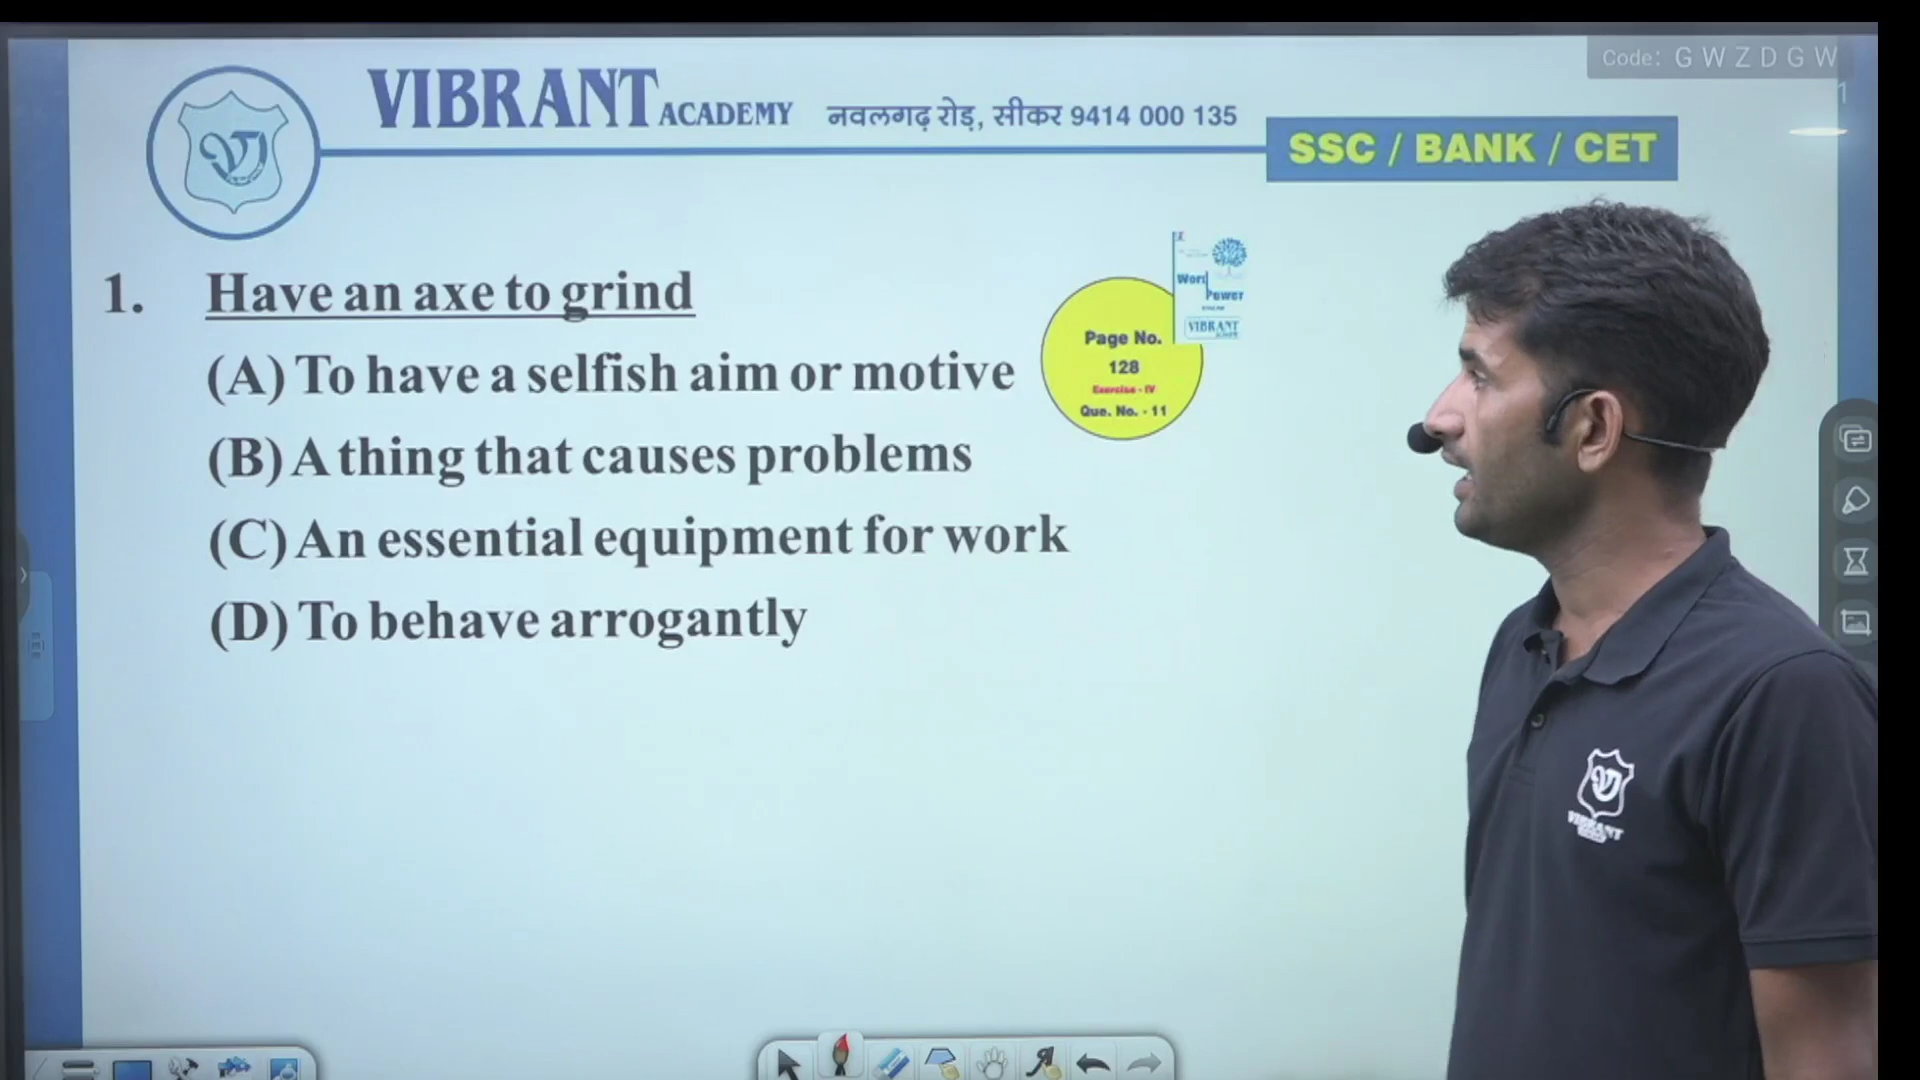 Code: G W Z D G W
1
VIBRANT ACADEMY नवलगढ़ रोड़, सीकर 9414 000 135
SSC / BANK / CET
1. Have an axe to grind
(A) To have a selfish aim or motive
(B) A thing that causes problems
(C) An essential equipment for work
(D) To behave arrogantly
Word
Power
VIBRANT
Page No.
128
Exercise - IV
Que. No. - 11
VIBRANT